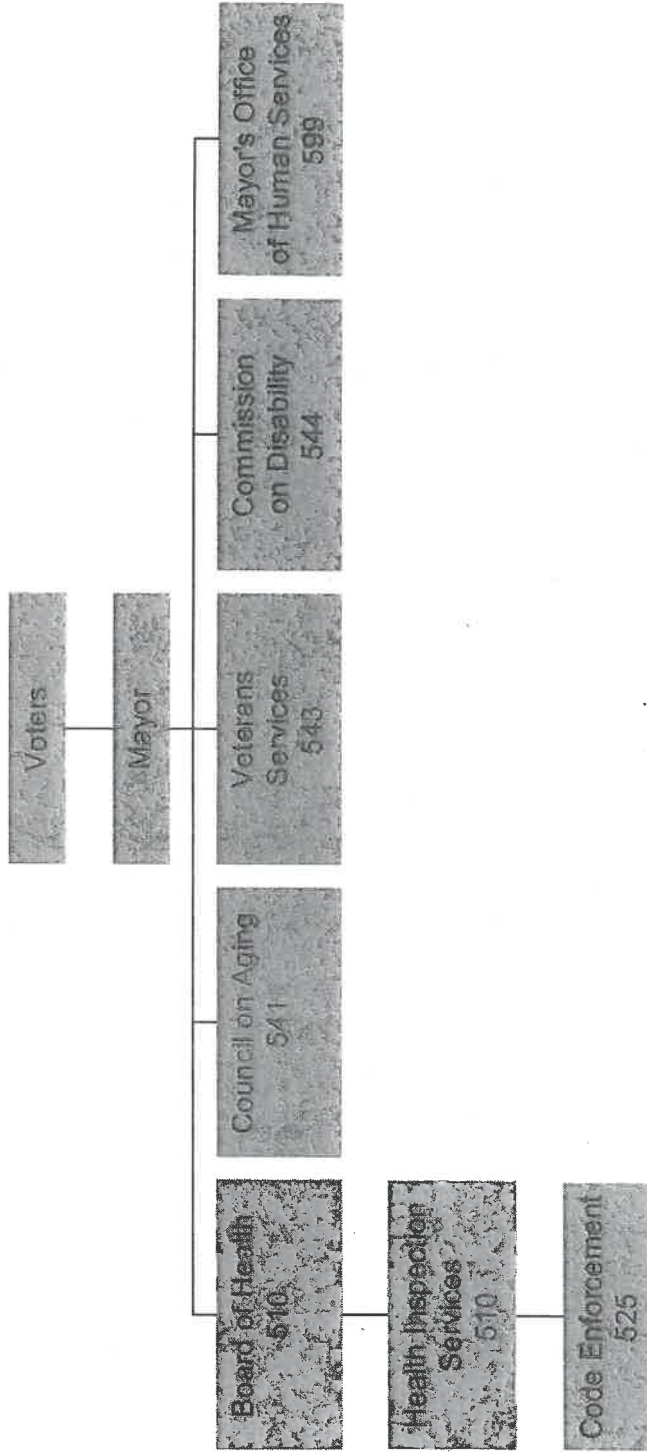 Voters
Mayor
Board of Health
510
Council on Aging
541
Veterans
Services
543
Commission
on Disability
544
Mayor's Office
of Human Services
599
Health Inspection
Services
510
Code Enforcement
525